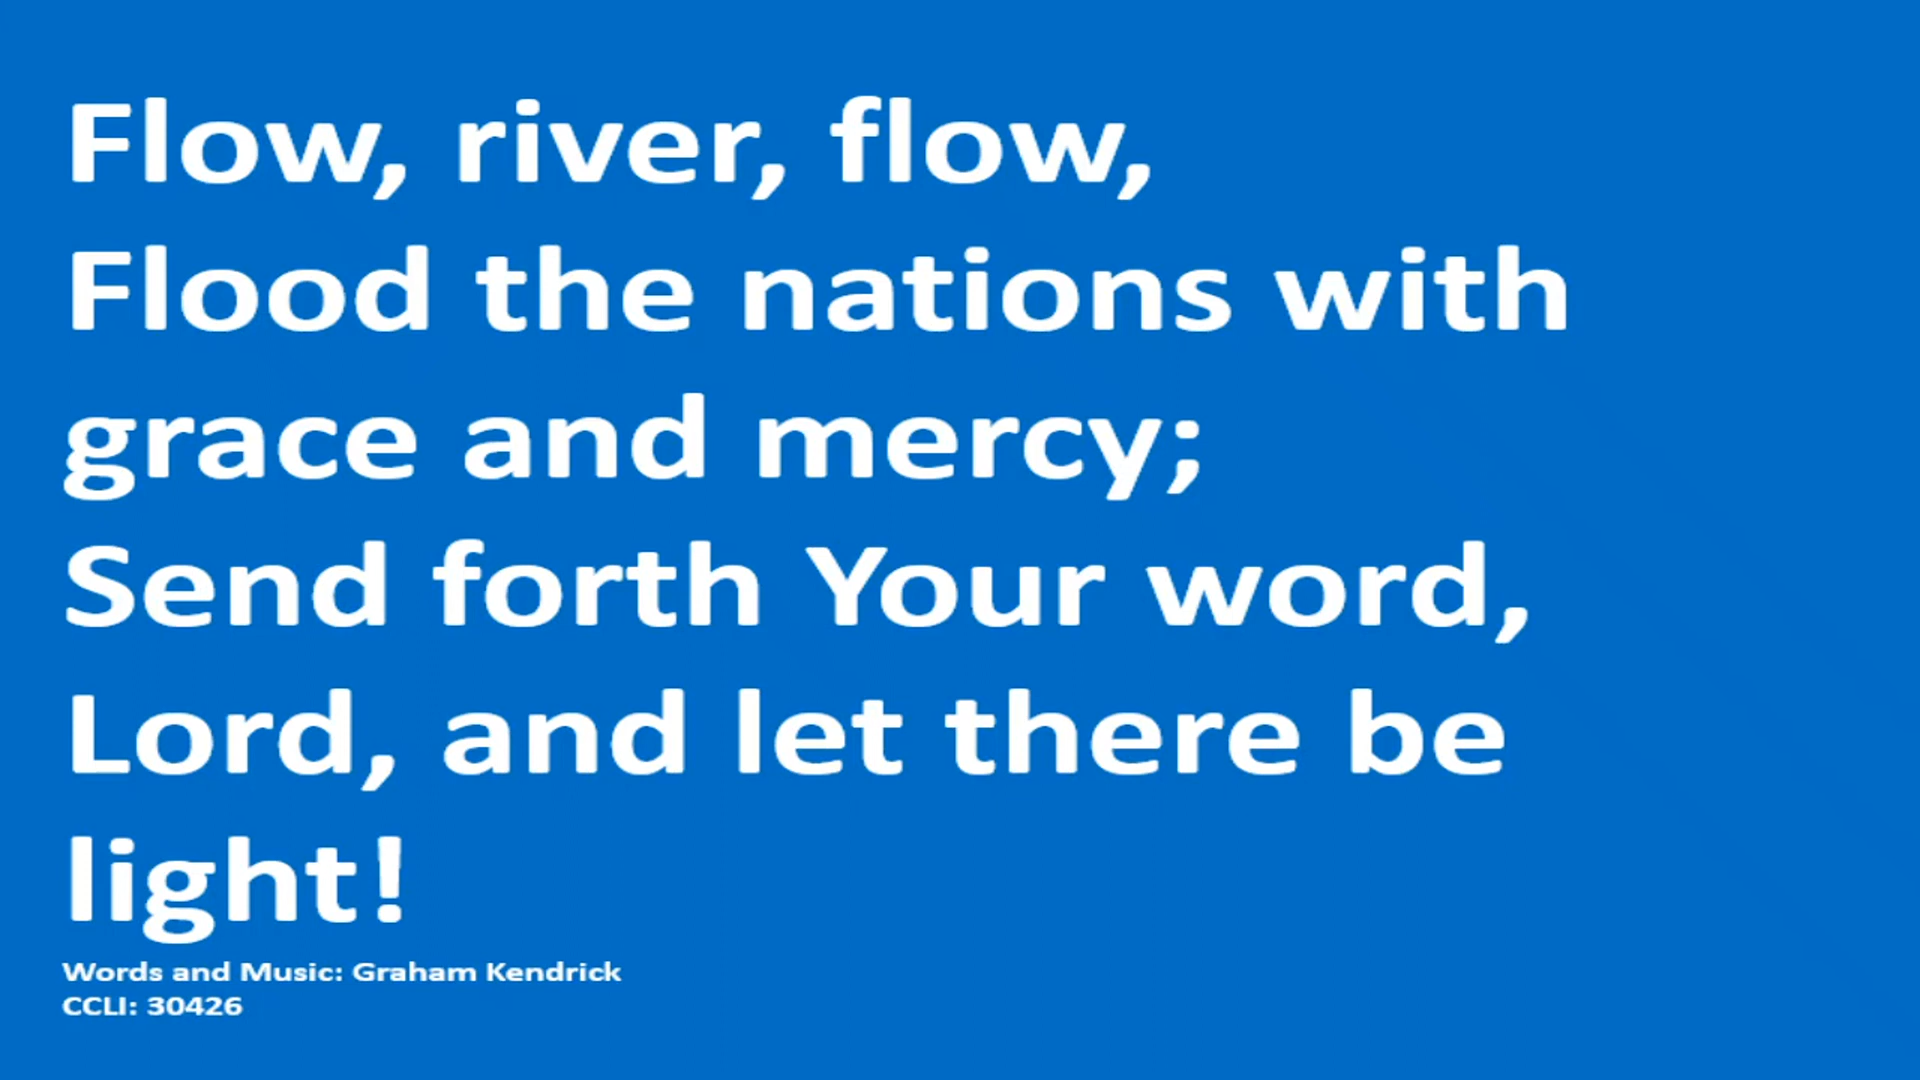 Flow, river, flow,
Flood the nations with
grace and mercy;
Send forth Your word,
Lord, and let there be
light!
Words and Music: Graham Kendrick
CCLI: 30426